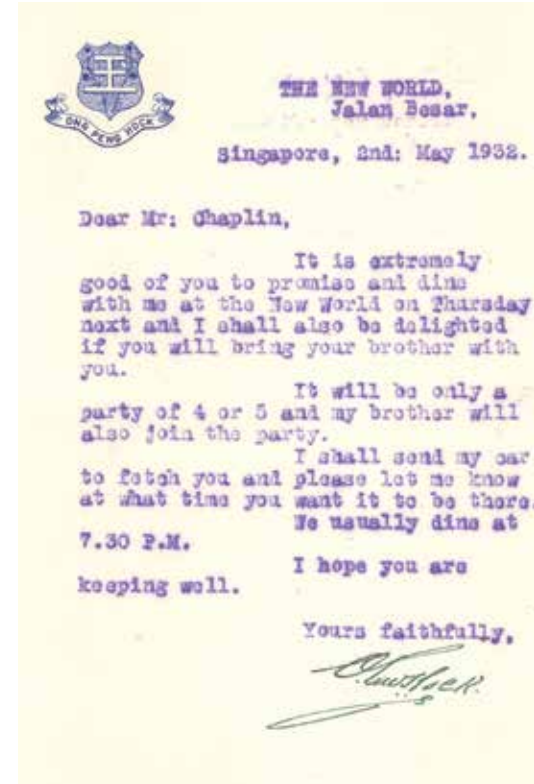 王
ONG PENG HOCK
THE NEW WORLD,
Jalan Besar,
Singapore, 2nd: May 1932.
Dear Mr: Chaplin,
It is extremely
good of you to promise and dine
with me at the New World on Thursday
next and I shall also be delighted
if you will bring your brother with
you.
It will be only a
party of 4 or 5 and my brother will
also join the party.
I shall send my car
to fetch you and please let me know
at what time you want it to be there.
We usually dine at
7.30 P.M.
I hope you are
keeping well.
Yours faithfully,